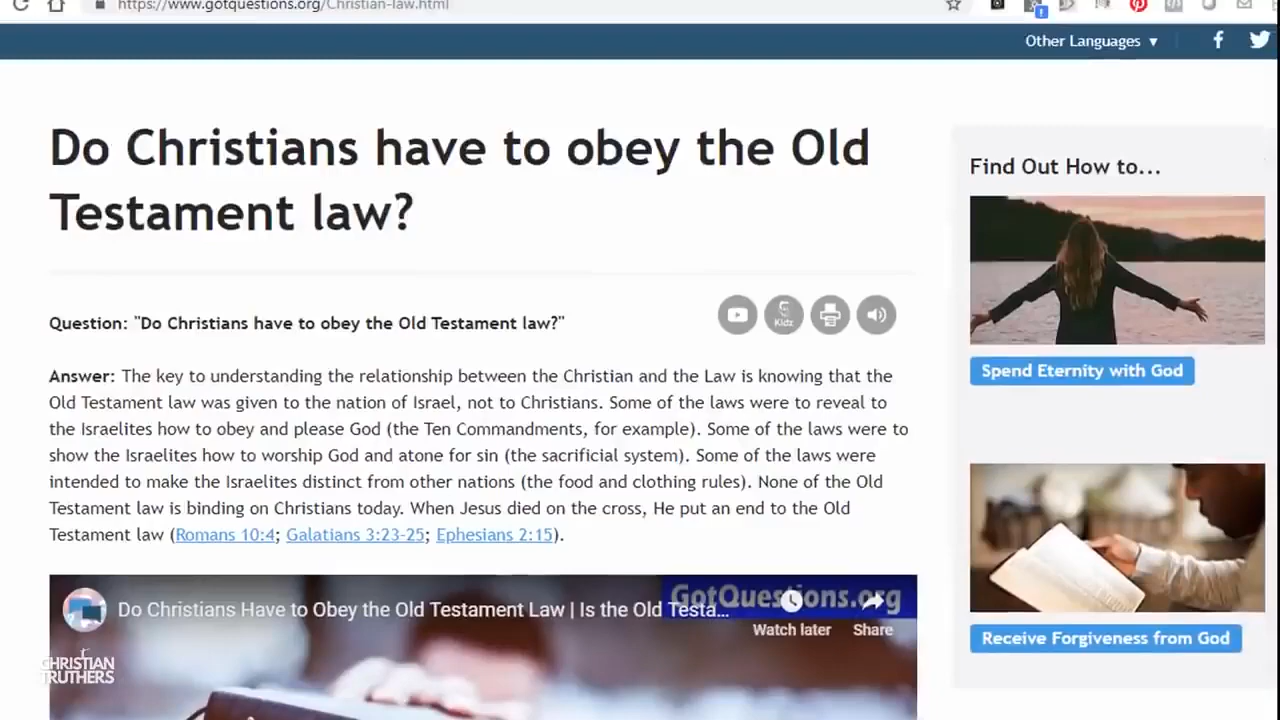 https://www.gotquestions.org/Christian-law.html
Other Languages ▼
Do Christians have to obey the Old
Testament law?
Question: "Do Christians have to obey the Old Testament law?"
Kidz
Answer: The key to understanding the relationship between the Christian and the Law is knowing that the
Old Testament law was given to the nation of Israel, not to Christians. Some of the laws were to reveal to
the Israelites how to obey and please God (the Ten Commandments, for example). Some of the laws were to
show the Israelites how to worship God and atone for sin (the sacrificial system). Some of the laws were
intended to make the Israelites distinct from other nations (the food and clothing rules). None of the Old
Testament law is binding on Christians today. When Jesus died on the cross, He put an end to the Old
Testament law (Romans 10:4; Galatians 3:23-25; Ephesians 2:15).
GotQuestions.org
Do Christians Have to Obey the Old Testament Law | Is the Old Testa...
Watch later
Share
CHRISTIAN
TRUTHERS
Find Out How to...
Spend Eternity with God
Receive Forgiveness from God